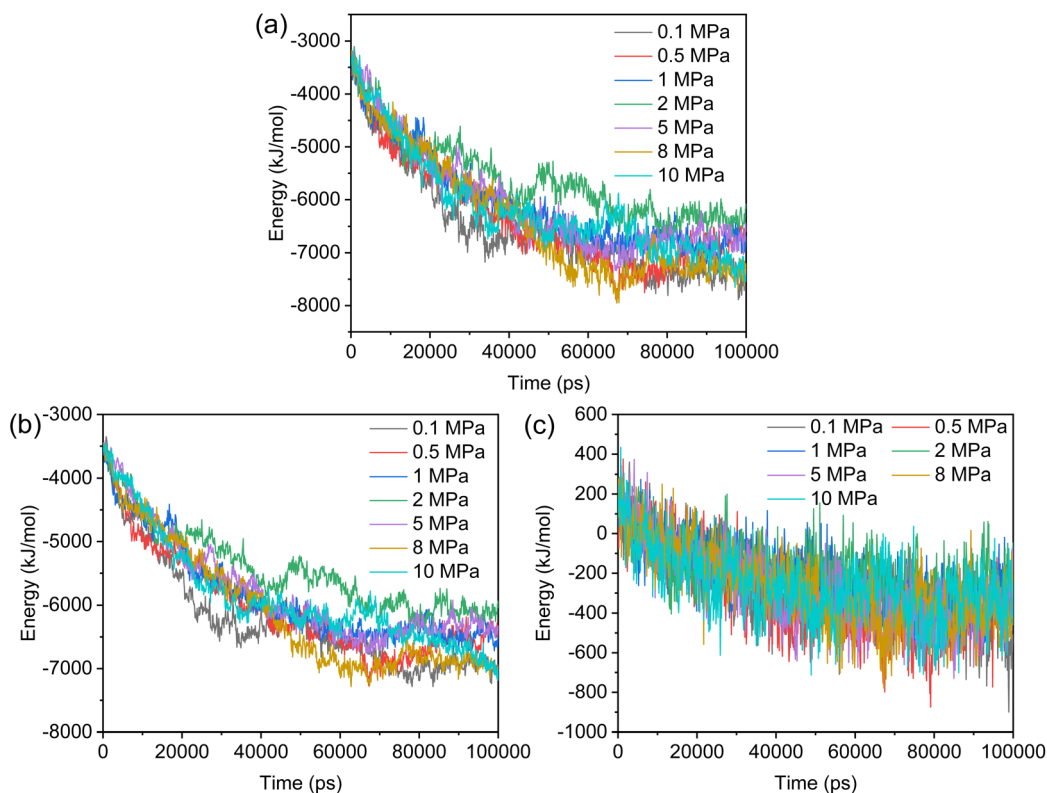 (a)
-3000
-4000
-5000
-6000
-7000
-8000
Energy (kJ/mol)
0.1 MPa
0.5 MPa
1 MPa
2 MPa
5 MPa
8 MPa
10 MPa
0 20000 40000 60000 80000 100000
Time (ps)
(b)
-3000
-4000
-5000
-6000
-7000
-8000
Energy (kJ/mol)
0.1 MPa
0.5 MPa
1 MPa
2 MPa
5 MPa
8 MPa
10 MPa
0 20000 40000 60000 80000 100000
Time (ps)
(c)
600
400
200
0
-200
-400
-600
-800
-1000
Energy (kJ/mol)
0.1 MPa 0.5 MPa
1 MPa 2 MPa
5 MPa 8 MPa
10 MPa
0 20000 40000 60000 80000 100000
Time (ps)